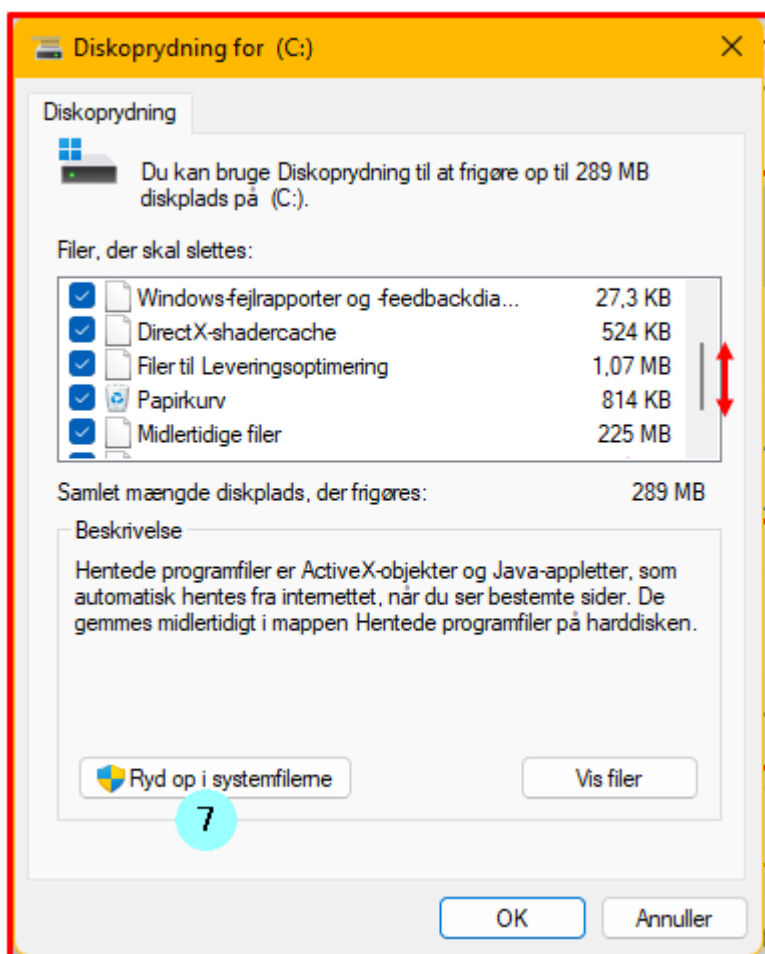 Diskoprydning for (C:)
Diskoprydning
Du kan bruge Diskoprydning til at frigøre op til 289 MB
diskplads på (C:).
Filer, der skal slettes:
Windows-fejlrapporter og -feedbackdia... 27,3 KB
DirectX-shadercache 524 KB
Filer til Leveringsoptimering 1,07 MB
Papirkurv 814 KB
Midlertidige filer 225 MB
Samlet mængde diskplads, der frigøres: 289 MB
Beskrivelse
Hentede programfiler er ActiveX-objekter og Java-appletter, som
automatisk hentes fra internettet, når du ser bestemte sider. De
gemmes midlertidigt i mappen Hentede programfiler på harddisken.
Ryd op i systemfilerne Vis filer
7
OK Annuller